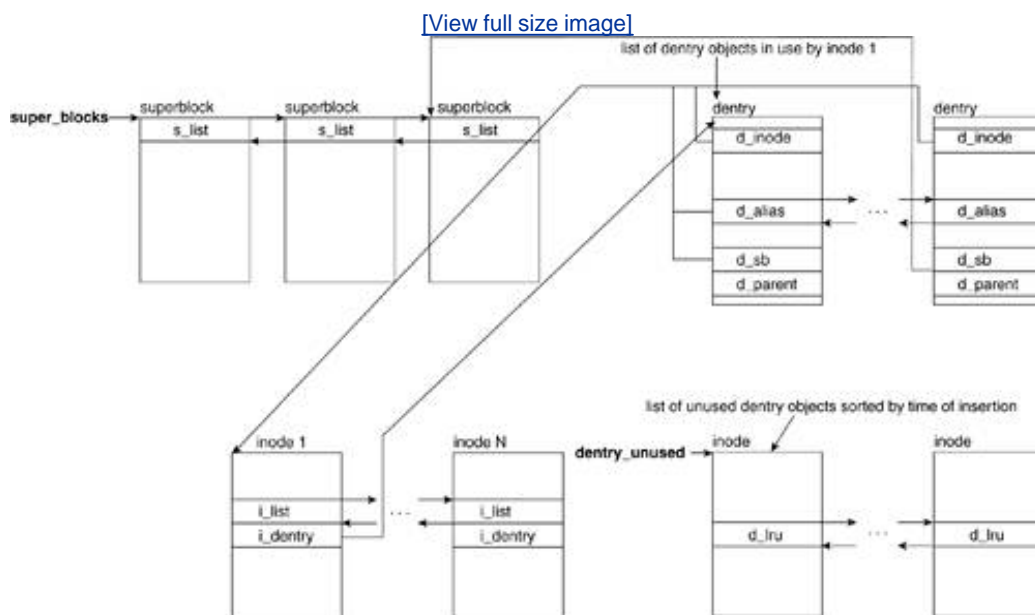 [View full size image]
list of dentry objects in use by inode 1
super_blocks
superblock
superblock
superblock
s_list
s_list
s_list
dentry
d_inode
d_alias
d_sb
d_parent
...
dentry
d_inode
d_alias
d_sb
d_parent
inode 1
i_list
i_dentry
...
inode N
i_list
i_dentry
list of unused dentry objects sorted by time of insertion
dentry_unused
inode
d_lru
...
inode
d_lru